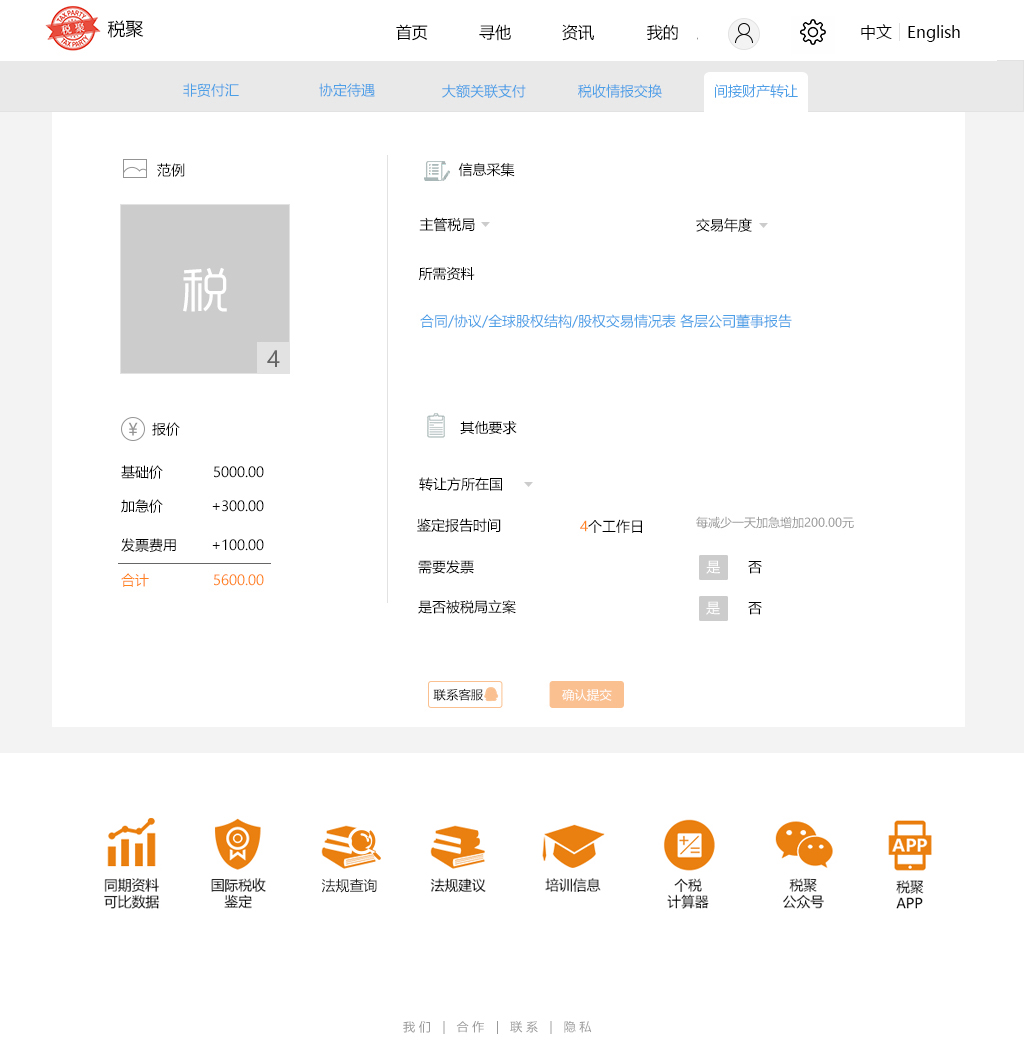 TAX PARTY
税聚
TAX PARTY
税聚
首页
寻他
资讯
我的
中文
English
非贸付汇
协定待遇
大额关联支付
税收情报交换
间接财产转让
范例
税
4
¥
报价
基础价 5000.00
加急价 +300.00
发票费用 +100.00
合计 5600.00
信息采集
主管税局
交易年度
所需资料
合同/协议/全球股权结构/股权交易情况表 各层公司董事报告
其他要求
转让方所在国
鉴定报告时间 4个工作日 每减少一天加急增加200.00元
需要发票 是 否
是否被税局立案 是 否
联系客服
确认提交
同期资料
可比数据
国际税收
鉴定
法规查询
法规建议
培训信息
个税
计算器
税聚
公众号
APP
税聚
APP
我们 | 合作 | 联系 | 隐私